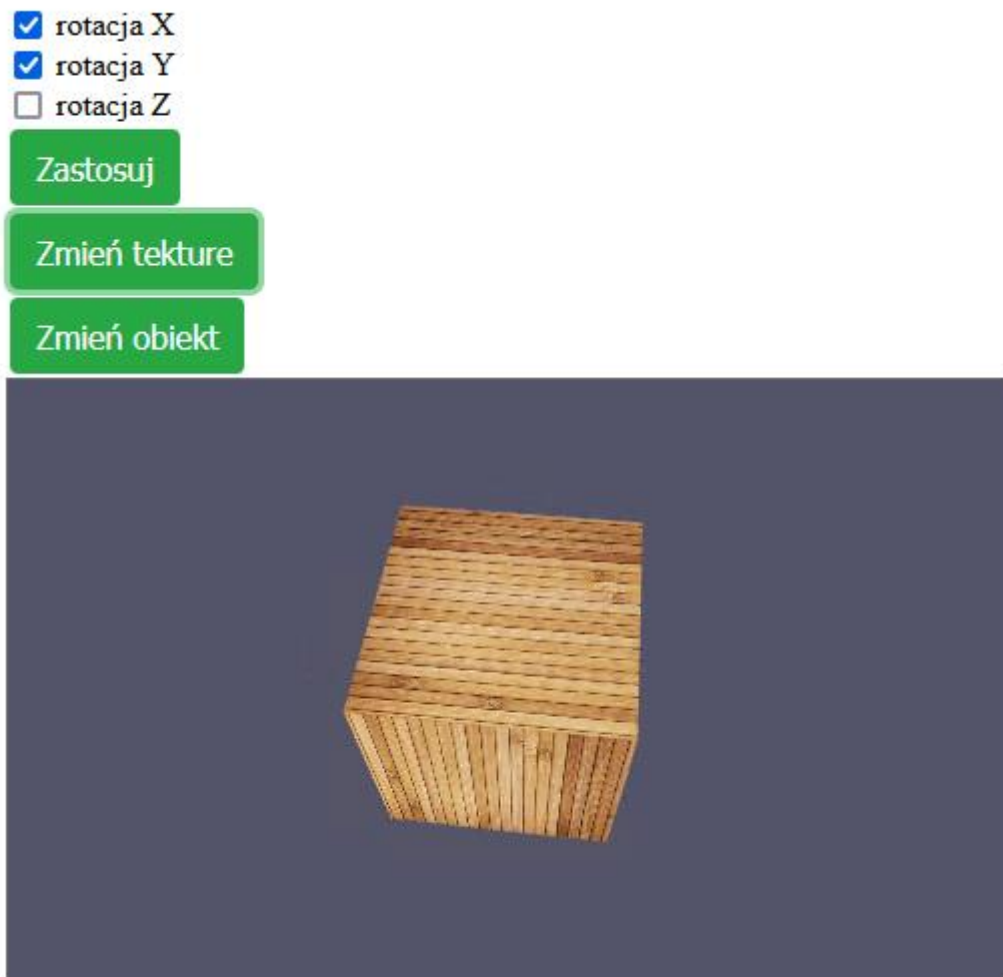 rotacja X
rotacja Y
rotacja Z
Zastosuj
Zmień tekture
Zmień obiekt